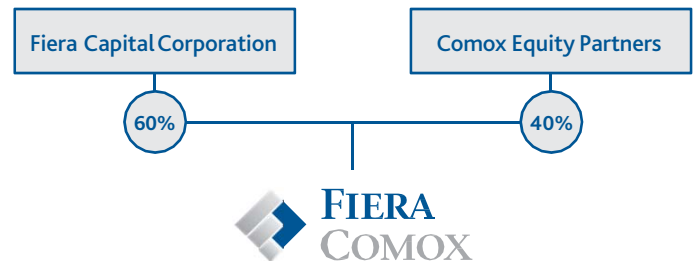 Fiera Capital Corporation
Comox Equity Partners
60%
40%
FIERA
COMOX